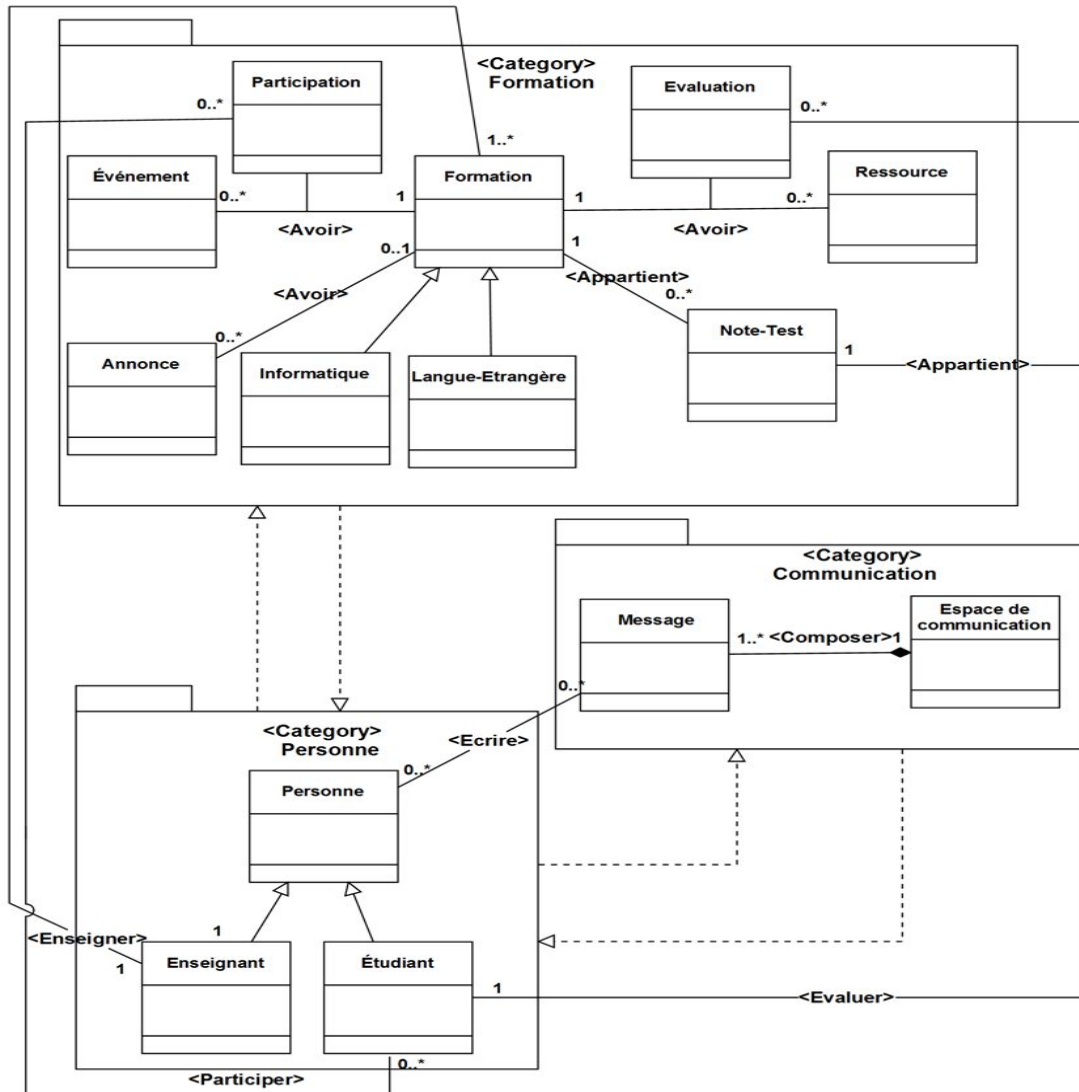 <Category>
Formation
Participation
Evaluation
0..*
0..*
1..*
Événement
Formation
Ressource
0..*
1
1
0..*
<Avoir>
<Avoir>
0..1
1
<Appartient>
<Avoir>
0..*
0..*
Note-Test
1
Annonce
Informatique
Langue-Etrangère
<Appartient>
<Category>
Communication
Message
Espace de
communication
1..*
<Composer>
1
0..*
<Category>
Personne
<Ecrire>
0..*
Personne
1
<Enseigner>
1
Enseignant
Étudiant
1
<Evaluer>
0..*
<Participer>